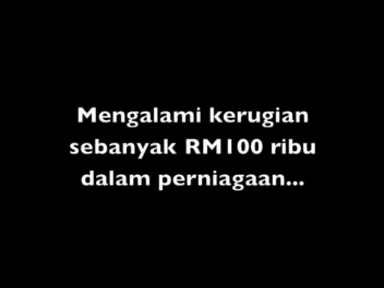 Mengalami kerugian
sebanyak RM100 ribu
dalam perniagaan...